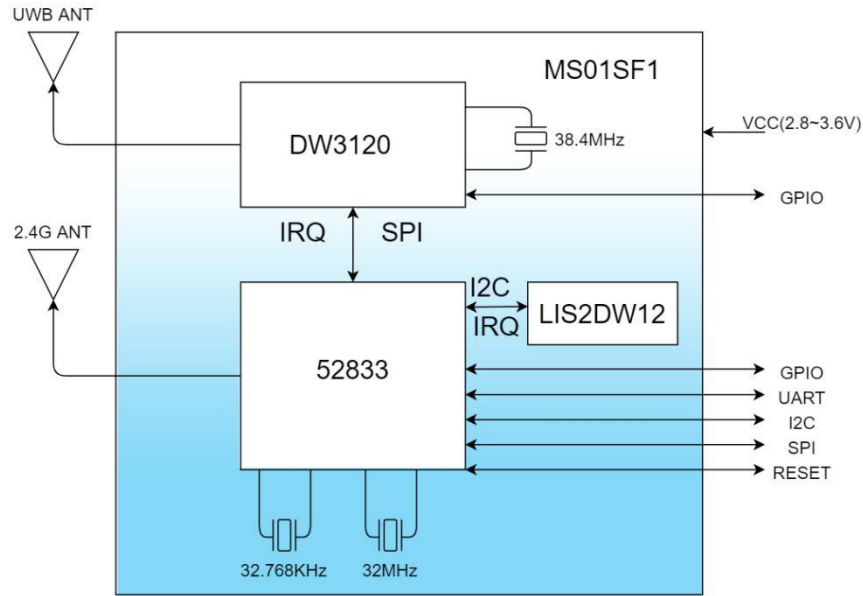 UWB ANT
MS01SF1
DW3120
38.4MHz
VCC(2.8~3.6V)
GPIO
2.4G ANT
IRQ SPI
I2C
IRQ
LIS2DW12
52833
GPIO
UART
I2C
SPI
RESET
32.768KHz 32MHz